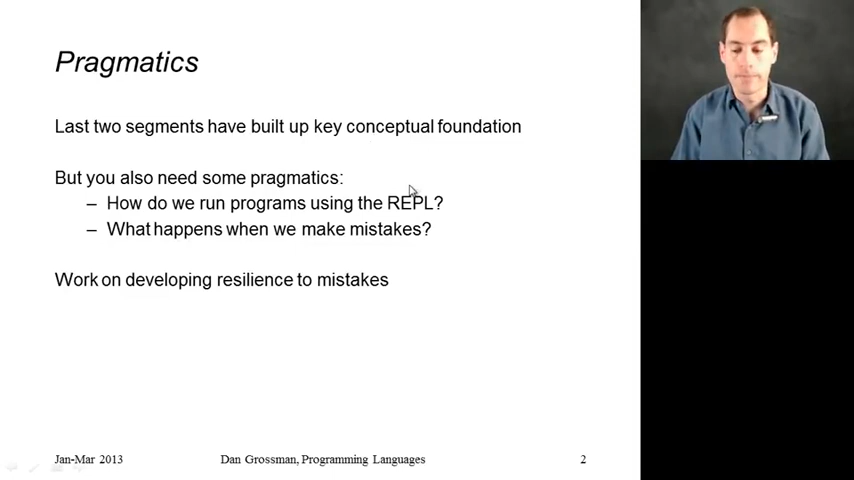 Pragmatics
Last two segments have built up key conceptual foundation
But you also need some pragmatics:
– How do we run programs using the REPL?
– What happens when we make mistakes?
Work on developing resilience to mistakes
Jan-Mar 2013
Dan Grossman, Programming Languages
2